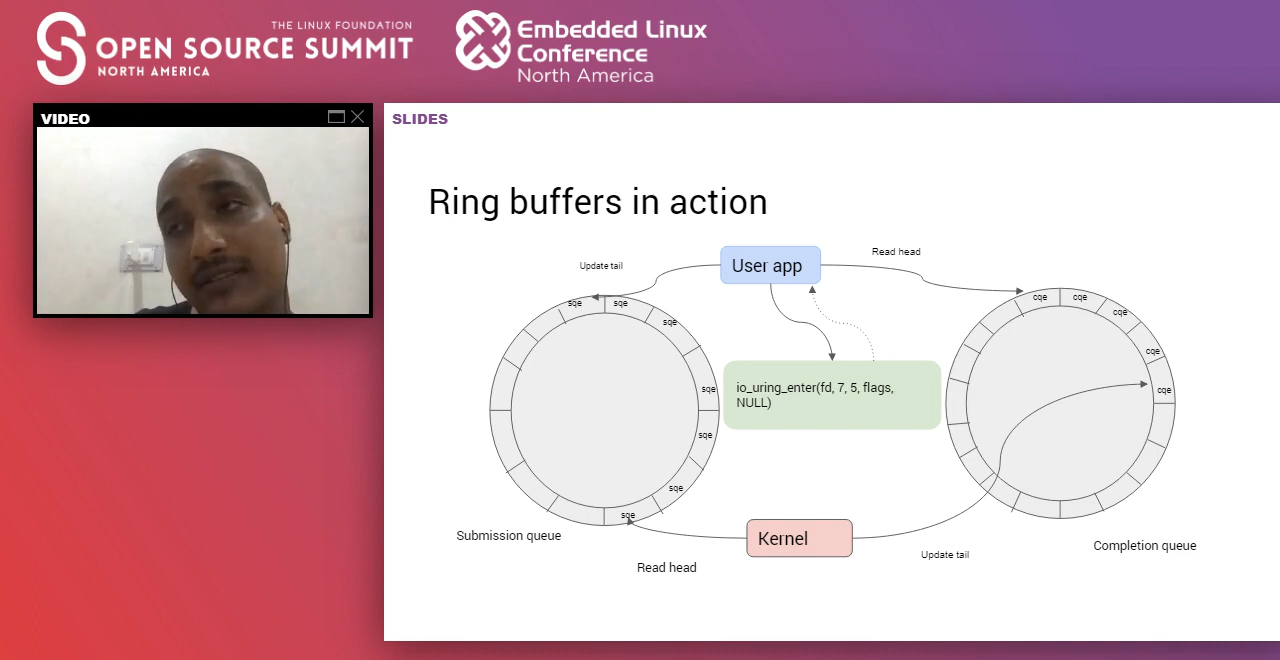 THE LINUX FOUNDATION
OPEN SOURCE SUMMIT
NORTH AMERICA
Embedded Linux
Conference
North America
VIDEO
SLIDES
Ring buffers in action
Update tail
User app
Read head
sqe
sqe
sqe
sqe
sqe
sqe
sqe
cqe
cqe
cqe
cqe
cqe
io_uring_enter(fd, 7, 5, flags,
NULL)
Submission queue
Kernel
Completion queue
Update tail
Read head